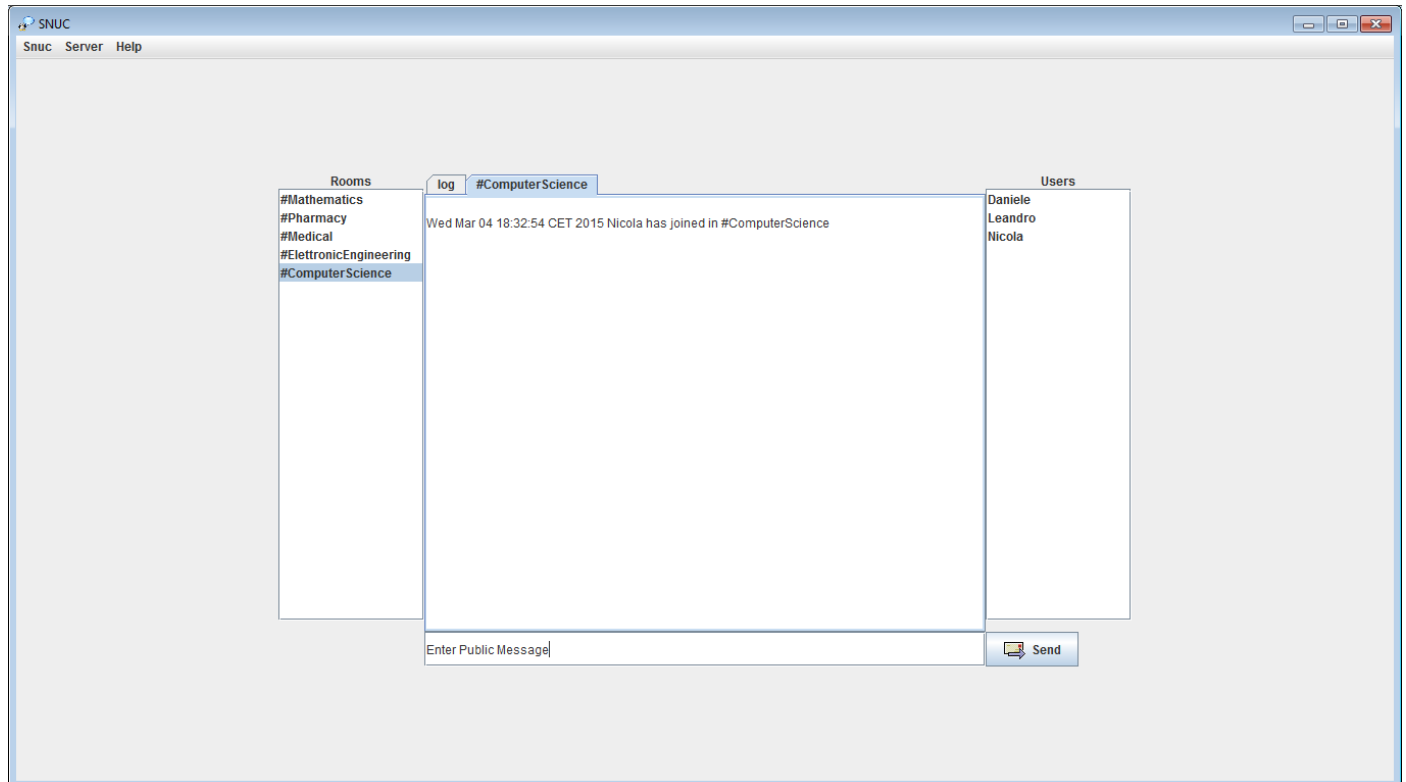 SNUC
Snuc Server Help
Rooms
#Mathematics
#Pharmacy
#Medical
#ElettronicEngineering
#ComputerScience
log #ComputerScience
Wed Mar 04 18:32:54 CET 2015 Nicola has joined in #ComputerScience
Users
Daniele
Leandro
Nicola
Enter Public Message
Send